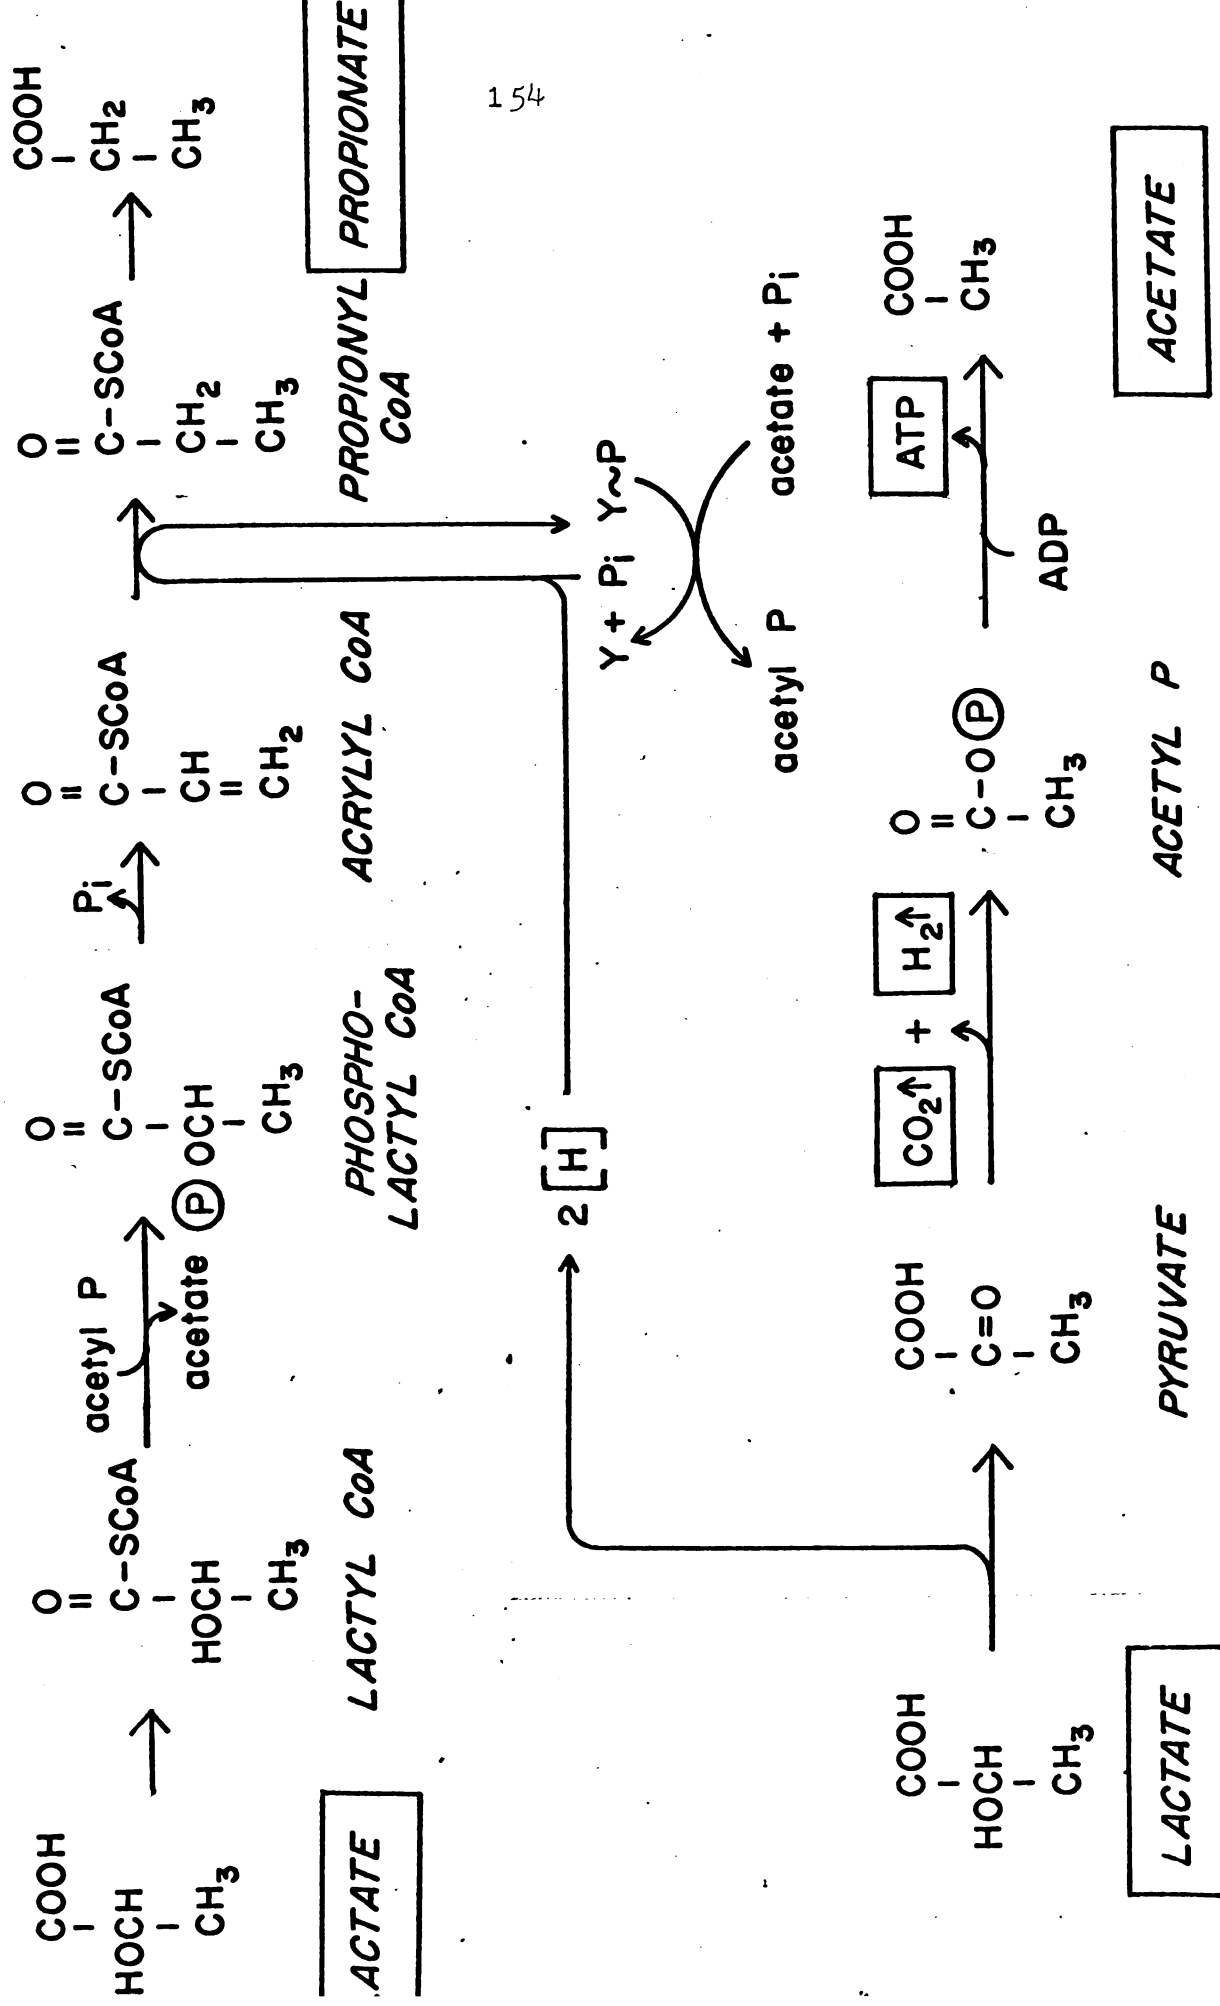 154
COOH
HOCH
CH3
LACTATE
O
C-SCoA
HOCH
CH3
LACTYL CoA
acetyl P
acetate
O
C-SCoA
P OCH
CH3
PHOSPHO-
LACTYL CoA
Pi
O
C-SCoA
CH
CH2
ACRYLYL CoA
O
C-SCoA
CH2
CH3
PROPIONYL
CoA
COOH
CH2
CH3
PROPIONATE
2 [H]
Y + Pi Y~P
acetyl P
acetate + Pi
COOH
HOCH
CH3
LACTATE
COOH
C=O
CH3
PYRUVATE
CO2↑ + H2↑
O
C-O P
CH3
ACETYL P
ADP
ATP
COOH
CH3
ACETATE